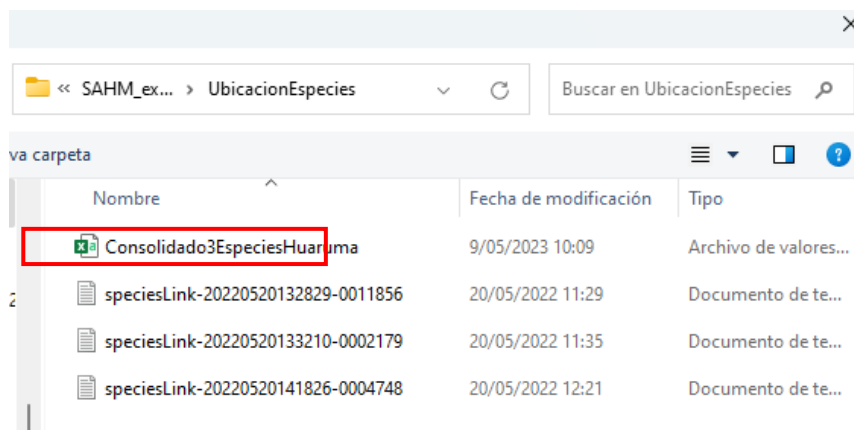 « SAHM_ex... › UbicacionEspecies Buscar en UbicacionEspecies
va carpeta
Nombre Fecha de modificación Tipo
Consolidado3EspeciesHuaruma 9/05/2023 10:09 Archivo de valores...
speciesLink-20220520132829-0011856 20/05/2022 11:29 Documento de te...
speciesLink-20220520133210-0002179 20/05/2022 11:35 Documento de te...
speciesLink-20220520141826-0004748 20/05/2022 12:21 Documento de te...